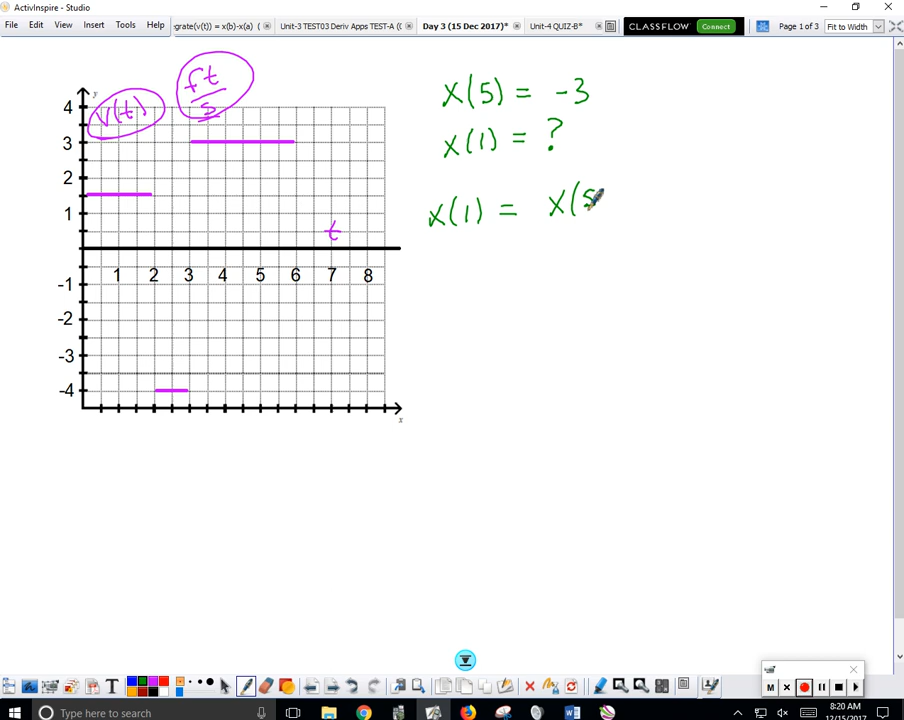 ActivInspire - Studio
File Edit View Insert Tools Help
-grate(v(t)) = x(b)-x(a) (
Unit-3 TEST03 Deriv Apps TEST-A ((
Day 3 (15 Dec 2017)*
Unit-4 QUIZ-B*
CLASSFLOW
Connect
Page 1 of 3
Fit to Width
y
v(t)
ft
s
4
3
2
1
t
1 2 3 4 5 6 7 8
-1
-2
-3
-4
x
x(5) = -3
x(1) = ?
x(1) = x(5
T
M
Type here to search
8:20 AM
12/15/2017